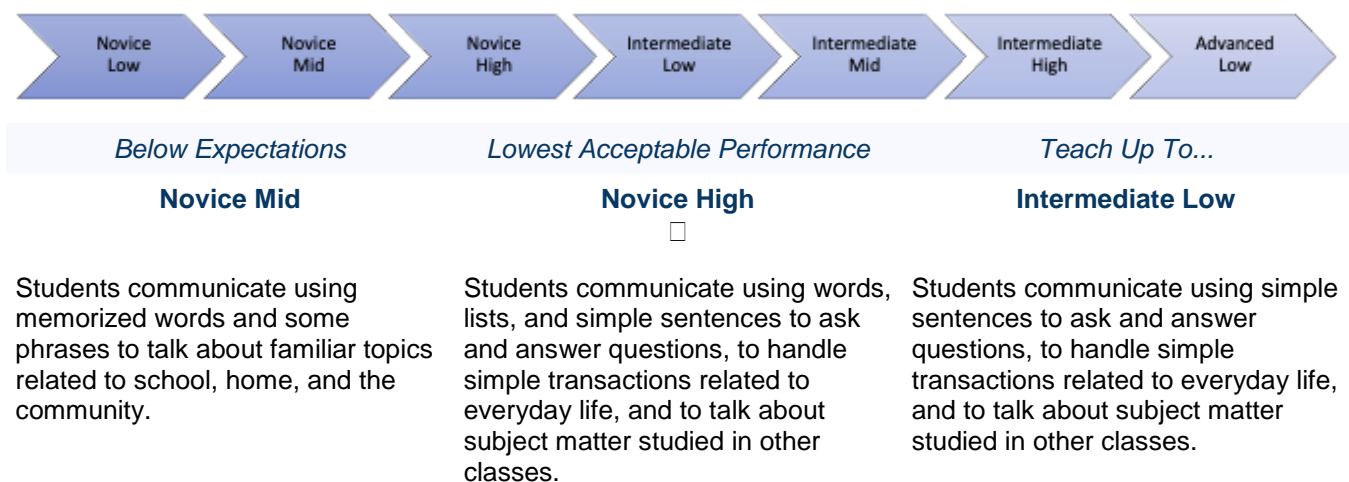 Novice
Low
Novice
Mid
Novice
High
Intermediate
Low
Intermediate
Mid
Intermediate
High
Advanced
Low
Below Expectations
Lowest Acceptable Performance
Teach Up To...
Novice Mid
Novice High
Intermediate Low
Students communicate using
memorized words and some
phrases to talk about familiar topics
related to school, home, and the
community.
Students communicate using words,
lists, and simple sentences to ask
and answer questions, to handle
simple transactions related to
everyday life, and to talk about
subject matter studied in other
classes.
Students communicate using simple
sentences to ask and answer
questions, to handle simple
transactions related to everyday life,
and to talk about subject matter
studied in other classes.